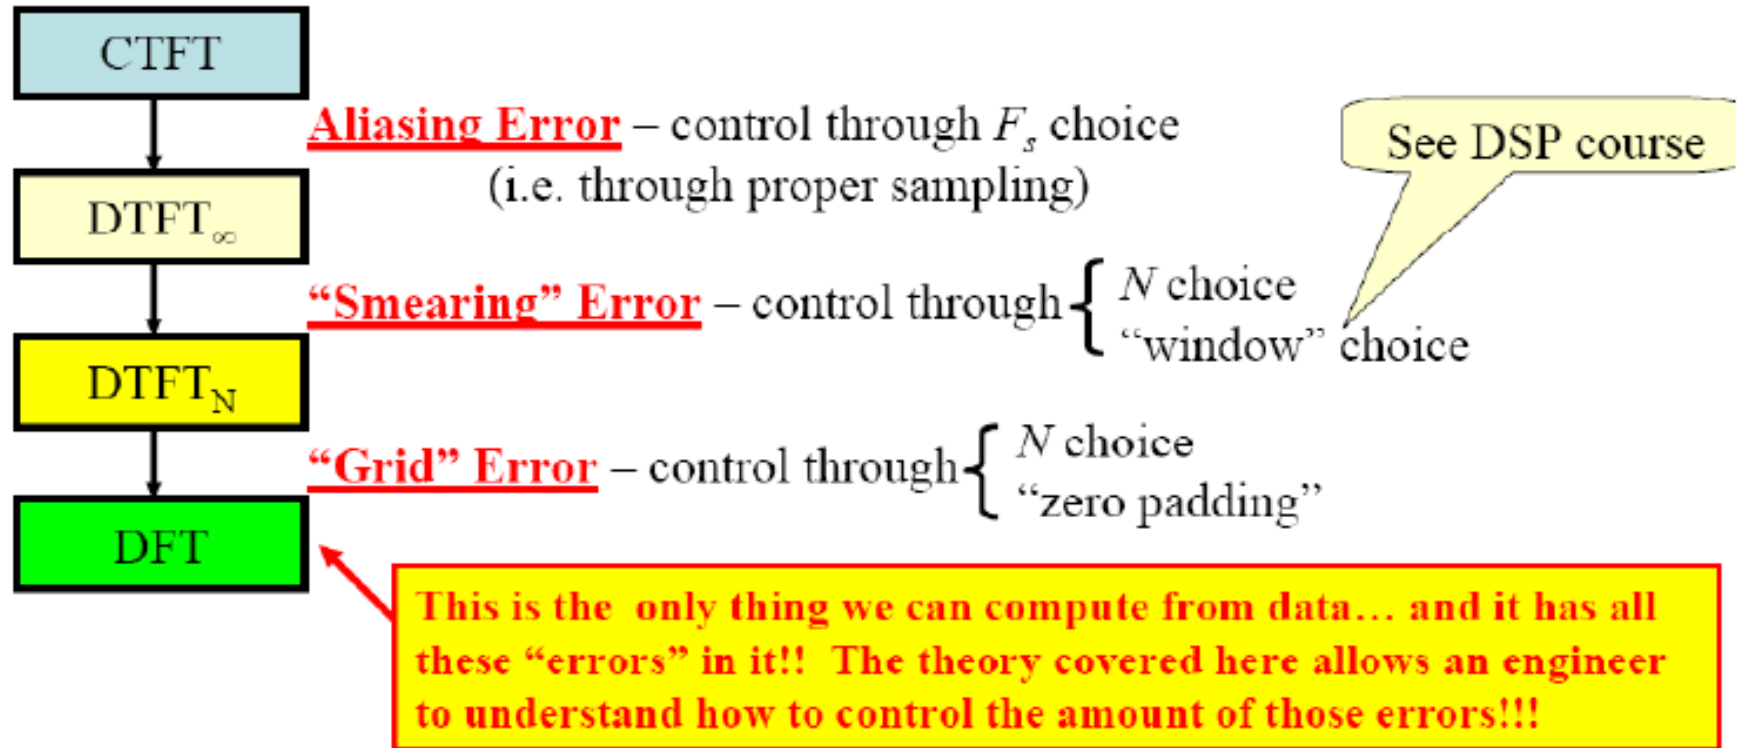 CTFT
Aliasing Error – control through Fs choice
(i.e. through proper sampling)
See DSP course
DTFT∞
“Smearing” Error – control through { N choice
“window” choice
DTFTN
“Grid” Error – control through { N choice
“zero padding”
DFT
This is the only thing we can compute from data… and it has all
these “errors” in it!! The theory covered here allows an engineer
to understand how to control the amount of those errors!!!